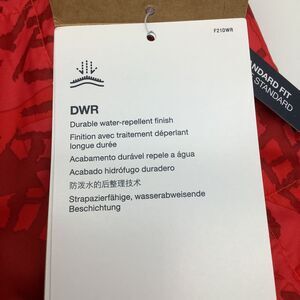 F21DWR
DWR
Durable water-repellent finish
Finition avec traitement déperlant
longue durée
Acabamento durável repele a água
Acabado hidrófugo duradero
防泼水的后整理技术
Strapazierfähige, wasserabweisende
Beschichtung
NDARD FIT
STANDARD